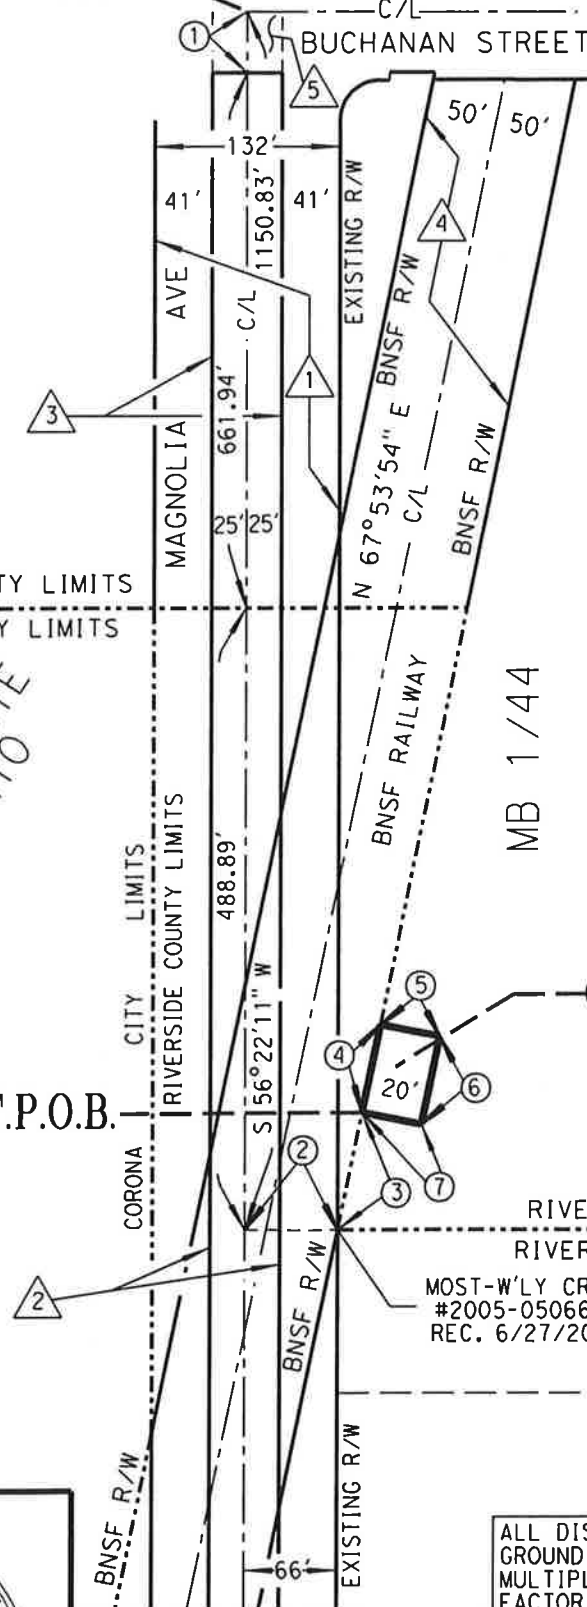 C/L
BUCHANAN STREET
1
5
50' 50'
132'
41' 41'
1150.83'
EXISTING R/W
4
AVE
C/L
BNSF R/W
1
3
661.94'
N 67°53'54" E
C/L
MAGNOLIA
BNSF R/W
25' 25'
TY LIMITS
Y LIMITS
TE
TO
BNSF RAILWAY
MB 1/44
LIMITS
RIVERSIDE COUNTY LIMITS
488.89'
CITY
S 56°22'11" W
5
4
20'
6
T.P.O.B.
2
3
7
CORONA
RIVE
RIVER
2
BNSF R/W
MOST-W'LY CR
#2005-05066
REC. 6/27/20
BNSF R/W
EXISTING R/W
66'
ALL DIS
GROUND
MULTIPL
FACTOR